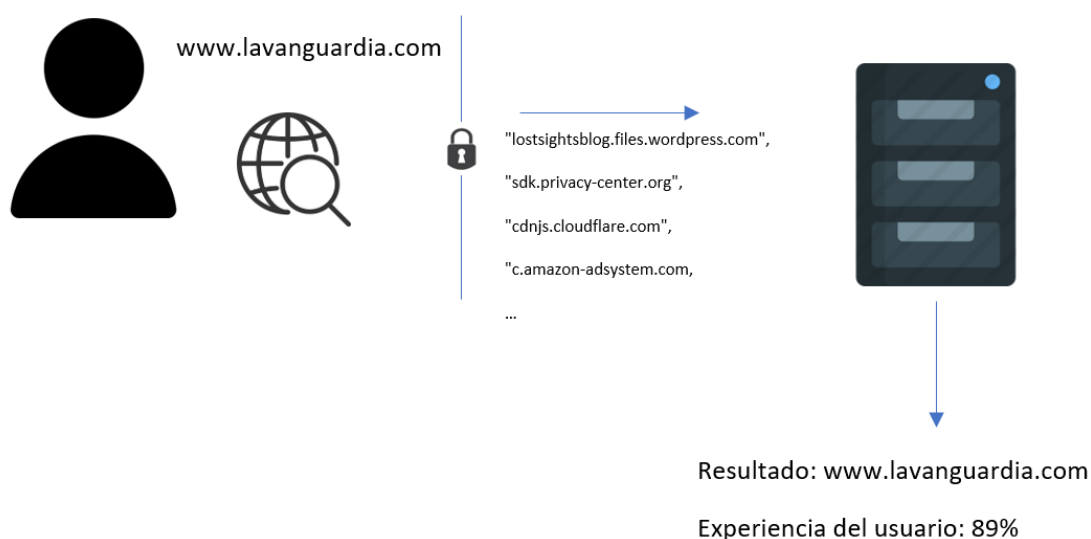 www.lavanguardia.com
"lostsightsblog.files.wordpress.com",
"sdk.privacy-center.org",
"cdnjs.cloudflare.com",
"c.amazon-adsystem.com,
...
Resultado: www.lavanguardia.com
Experiencia del usuario: 89%